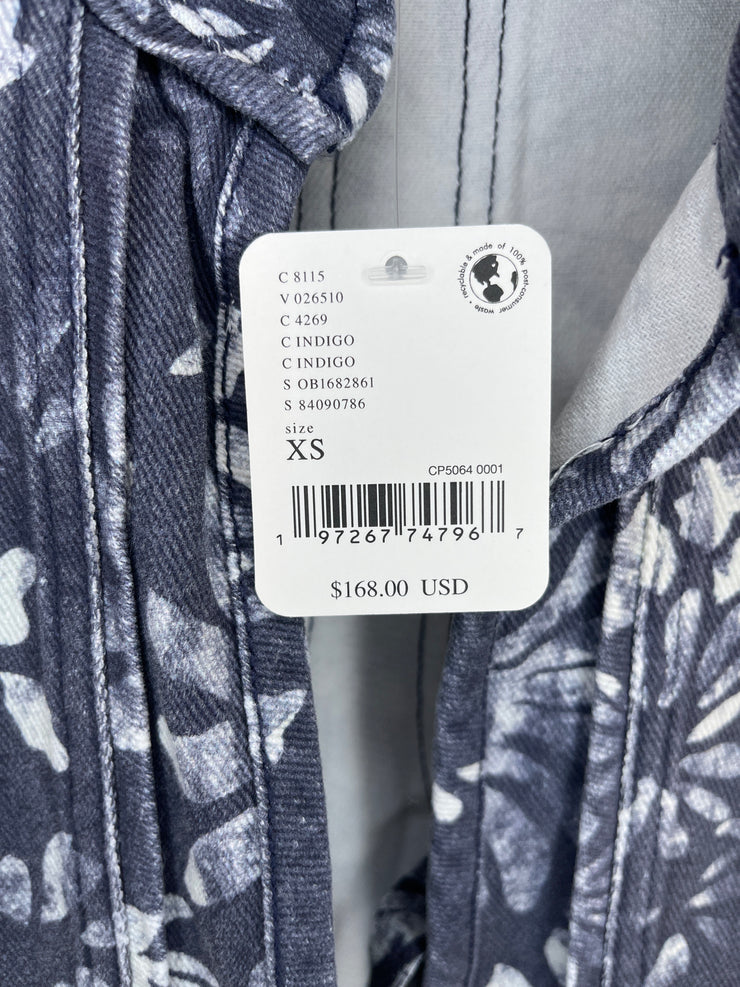 C 8115
V 026510
C 4269
C INDIGO
C INDIGO
S OB1682861
S 84090786
size
XS
recyclable & made of 100% post-consumer waste •
CP5064 0001
1 97267 74796 7
$168.00 USD